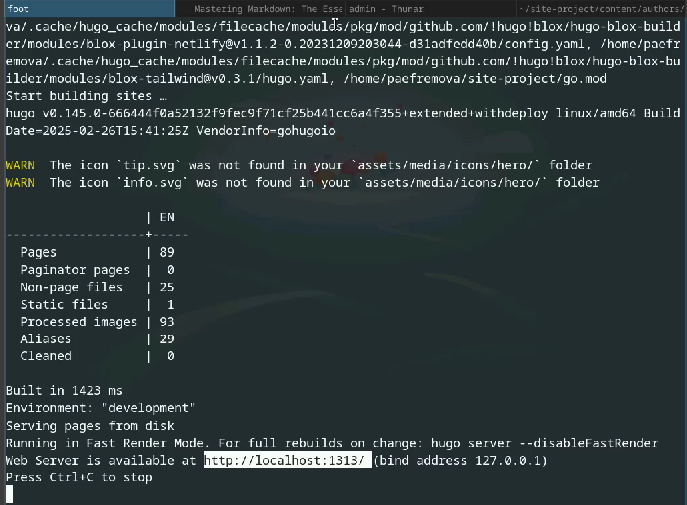 foot
Mastering Markdown: The Esse
admin - Thunar
~/site-project/content/authors/
va/.cache/hugo_cache/modules/filecache/modules/pkg/mod/github.com/!hugo!blox/hugo-blox-build
er/modules/blox-plugin-netlify@v1.1.2-0.20231209203044-d31adfedd40b/config.yaml, /home/paefr
emova/.cache/hugo_cache/modules/filecache/modules/pkg/mod/github.com/!hugo!blox/hugo-blox-bu
ilder/modules/blox-tailwind@v0.3.1/hugo.yaml, /home/paefremova/site-project/go.mod
Start building sites …
hugo v0.145.0-666444f0a52132f9fec9f71cf25b441cc6a4f355+extended+withdeploy linux/amd64 Build
Date=2025-02-26T15:41:25Z VendorInfo=gohugoio
WARN  The icon `tip.svg` was not found in your `assets/media/icons/hero/` folder
WARN  The icon `info.svg` was not found in your `assets/media/icons/hero/` folder
                   | EN
-------------------+-----
  Pages            | 89
  Paginator pages  |  0
  Non-page files   | 25
  Static files     |  1
  Processed images | 93
  Aliases          | 29
  Cleaned          |  0
Built in 1423 ms
Environment: "development"
Serving pages from disk
Running in Fast Render Mode. For full rebuilds on change: hugo server --disableFastRender
Web Server is available at http://localhost:1313/ (bind address 127.0.0.1)
Press Ctrl+C to stop